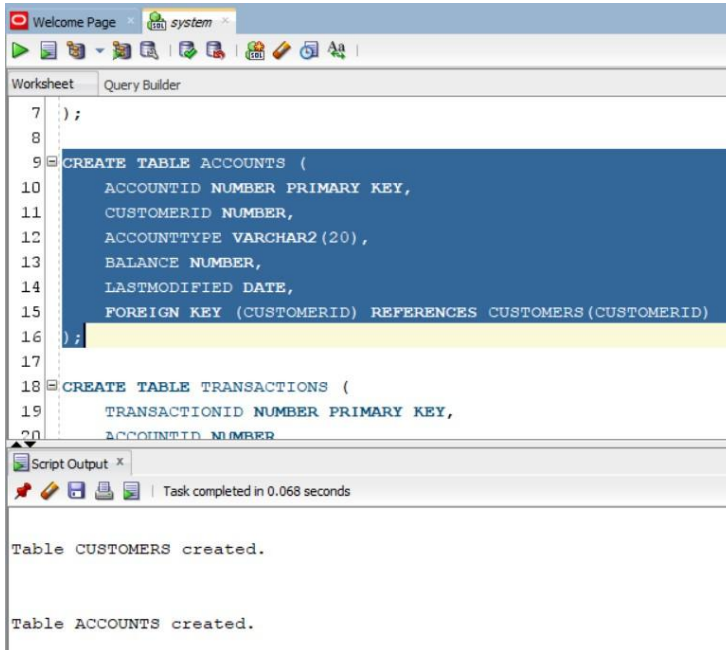 Welcome Page
system
Worksheet Query Builder
7 );
8
9 CREATE TABLE ACCOUNTS (
10 ACCOUNTID NUMBER PRIMARY KEY,
11 CUSTOMERID NUMBER,
12 ACCOUNTTYPE VARCHAR2(20),
13 BALANCE NUMBER,
14 LASTMODIFIED DATE,
15 FOREIGN KEY (CUSTOMERID) REFERENCES CUSTOMERS(CUSTOMERID)
16 );
17
18 CREATE TABLE TRANSACTIONS (
19 TRANSACTIONID NUMBER PRIMARY KEY,
20 ACCOUNTID NUMBER
Script Output x
Task completed in 0.068 seconds
Table CUSTOMERS created.
Table ACCOUNTS created.